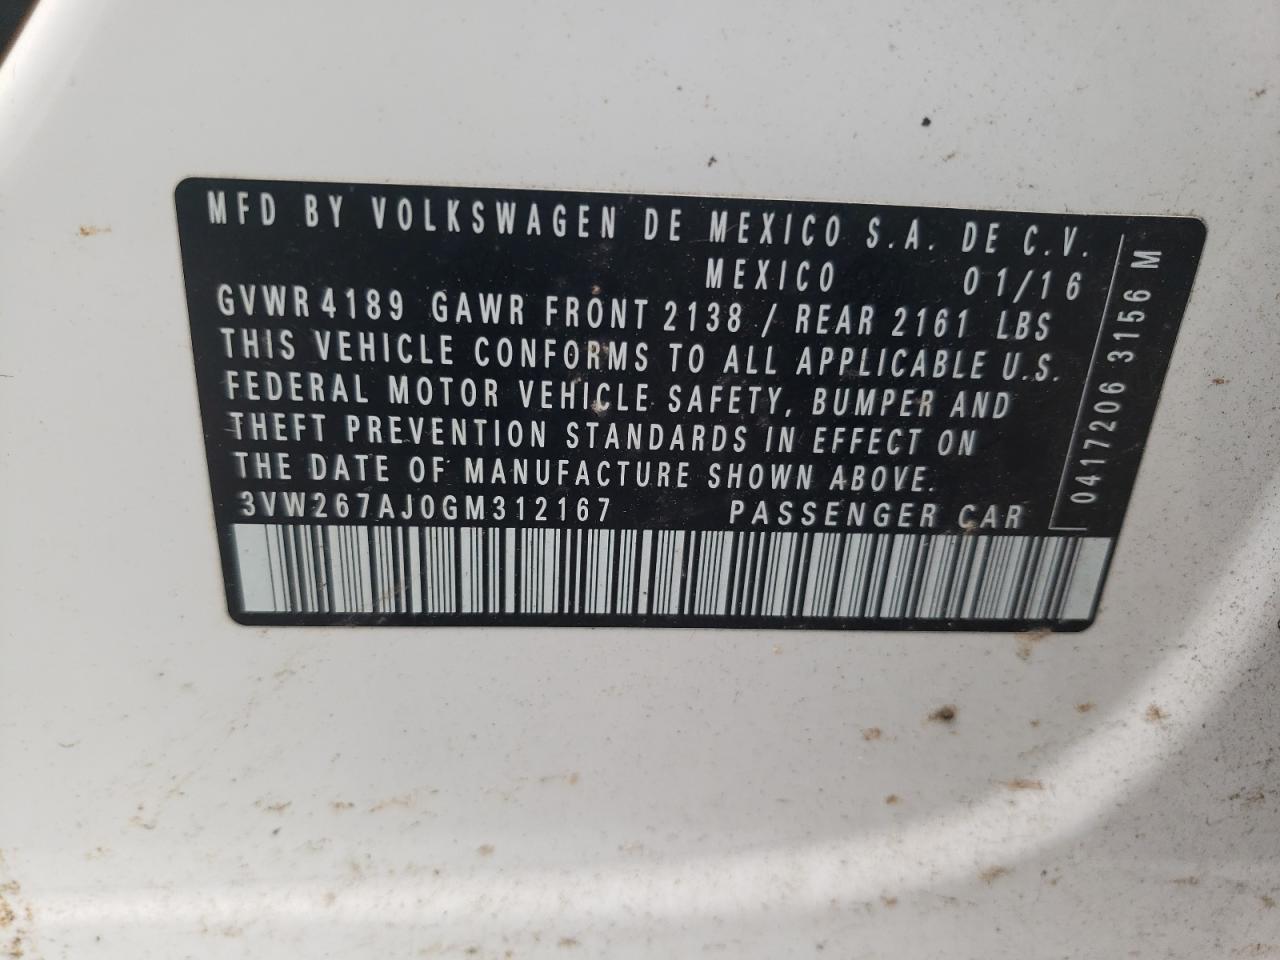 MFD BY VOLKSWAGEN DE MEXICO S.A. DE C.V.
MEXICO 01/16
GVWR 4189 GAWR FRONT 2138 / REAR 2161 LBS
THIS VEHICLE CONFORMS TO ALL APPLICABLE U.S.
FEDERAL MOTOR VEHICLE SAFETY, BUMPER AND
THEFT PREVENTION STANDARDS IN EFFECT ON
THE DATE OF MANUFACTURE SHOWN ABOVE.
3VW267AJ0GM312167 PASSENGER CAR
0417206 3156 M